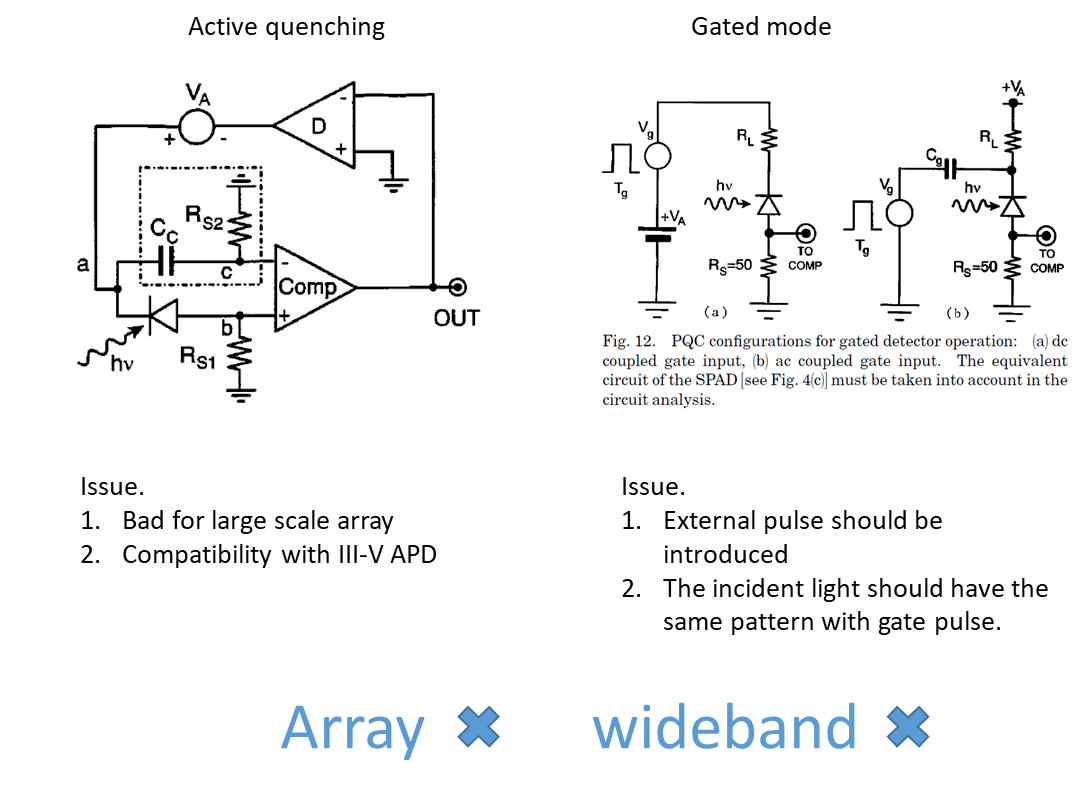 Active quenching
Gated mode
VA
+
-
D
-
+
a
CC
RS2
c
-
Comp
+
b
RS1
hν
OUT
Vg
Tg
+VA
RL
hν
RS=50
TO
COMP
(a)
+VA
RL
Cg
Vg
hν
Tg
RS=50
TO
COMP
(b)
Fig. 12. PQC configurations for gated detector operation: (a) dc
coupled gate input, (b) ac coupled gate input. The equivalent
circuit of the SPAD [see Fig. 4(c)] must be taken into account in the
circuit analysis.
Issue.
1. Bad for large scale array
2. Compatibility with III-V APD
Issue.
1. External pulse should be
introduced
2. The incident light should have the
same pattern with gate pulse.
Array
wideband